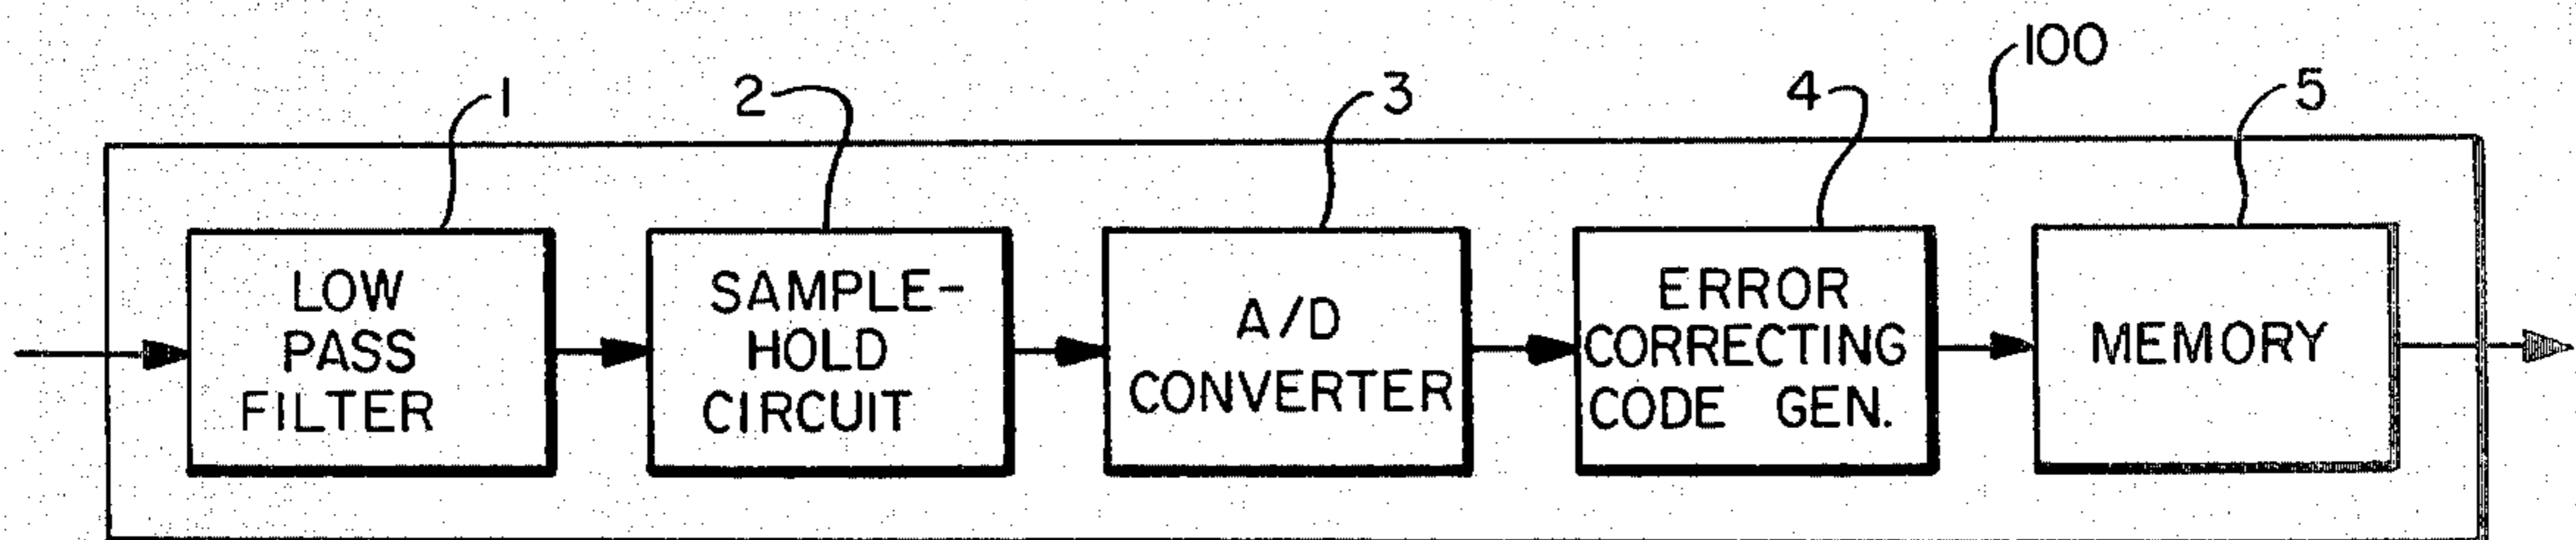 100
1
2
3
4
5
LOW
PASS
FILTER
SAMPLE-
HOLD
CIRCUIT
A/D
CONVERTER
ERROR
CORRECTING
CODE GEN.
MEMORY